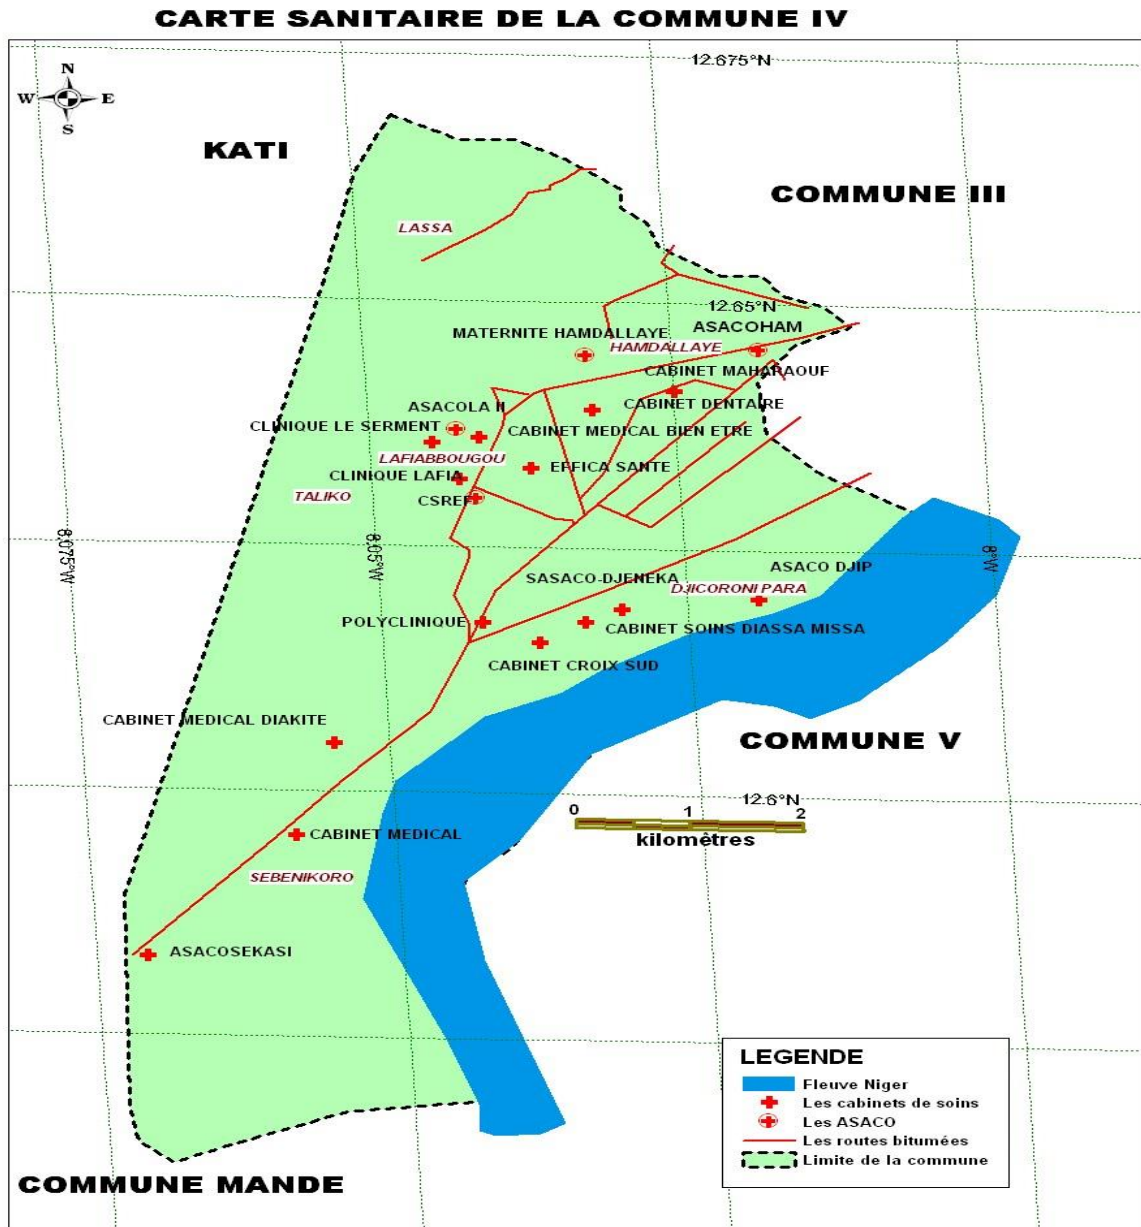 CARTE SANITAIRE DE LA COMMUNE IV
12.675°N
N
W
E
S
KATI
COMMUNE III
LASSA
12.65°N
MATERNITE HAMDALLAYE
ASACOHAM
HAMDALLAYE
CABINET MAHARAOUF
ASACOLA II
CABINET DENTAIRE
CLINIQUE LE SERMENT
CABINET MEDICAL BIEN ETRE
LAFIABBOUGOU
EFFICA SANTE
CLINIQUE LAFIA
TALIKO
CSREF
8.075°W
8.05°W
8°W
ASACO DJIP
SASACO-DJENEKA
DJICORONI PARA
POLYCLINIQUE
CABINET SOINS DIASSA MISSA
CABINET CROIX SUD
CABINET MEDICAL DIAKITE
COMMUNE V
12.6°N
0 1 2
kilomètres
CABINET MEDICAL
SEBENIKORO
ASACOSEKASI
LEGENDE
Fleuve Niger
Les cabinets de soins
Les ASACO
Les routes bitumées
Limite de la commune
COMMUNE MANDE